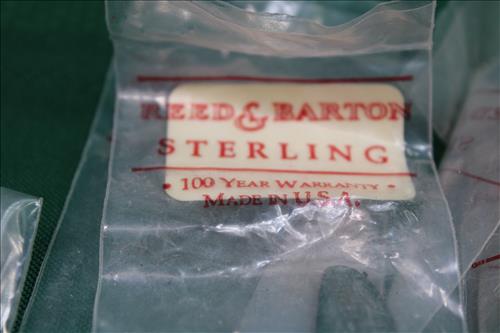 REED & BARTON
STERLING
• 100 YEAR WARRANTY •
MADE IN U.S.A.